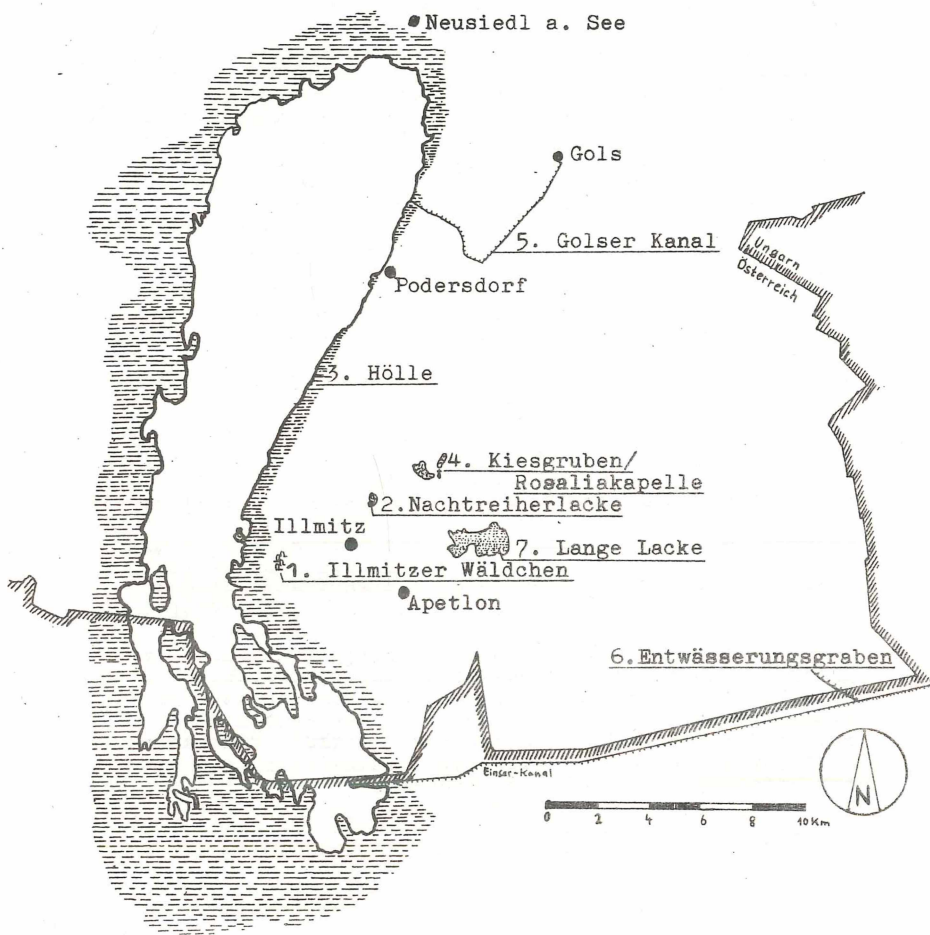 Neusiedl a. See
Gols
5. Golser Kanal
Ungarn
Österreich
Podersdorf
3. Hölle
4. Kiesgruben/
Rosaliakapelle
2. Nachtreiherlacke
Illmitz
7. Lange Lacke
1. Illmitzer Wäldchen
Apetlon
6. Entwässerungsgraben
Einser-Kanal
N
0 2 4 6 8 10 Km